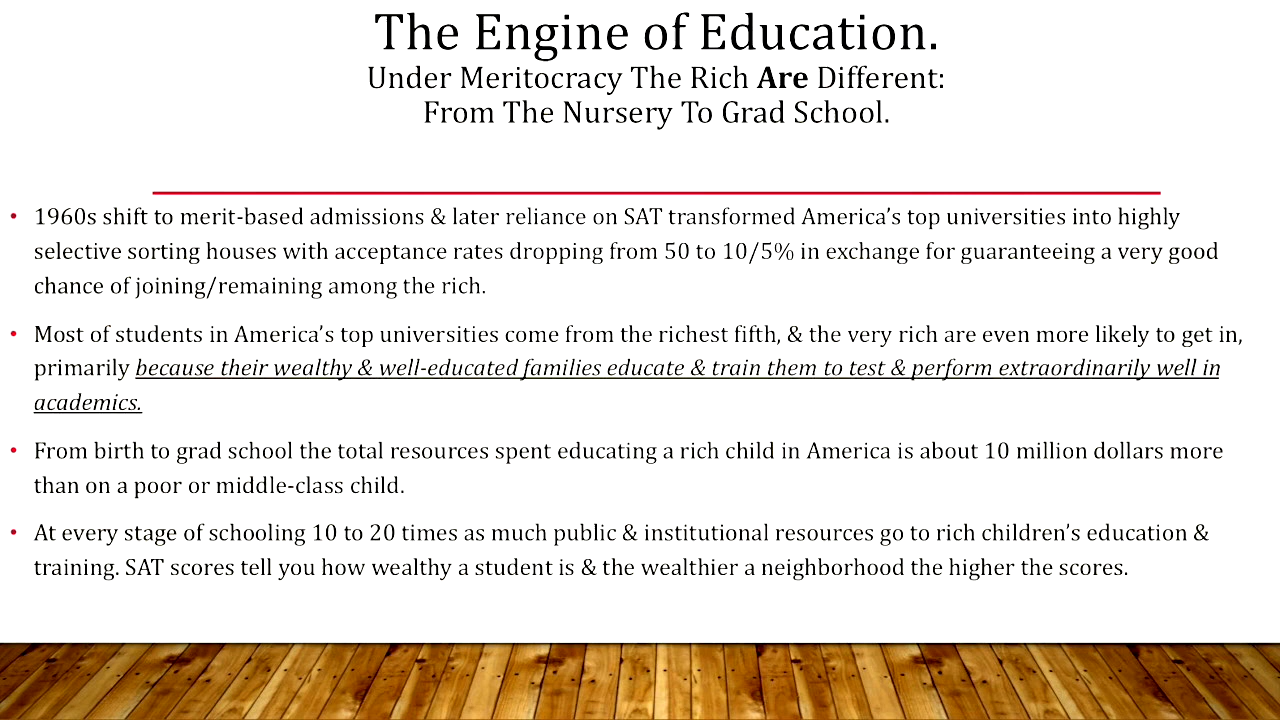 The Engine of Education.
Under Meritocracy The Rich Are Different:
From The Nursery To Grad School.
• 1960s shift to merit-based admissions & later reliance on SAT transformed America’s top universities into highly
selective sorting houses with acceptance rates dropping from 50 to 10/5% in exchange for guaranteeing a very good
chance of joining/remaining among the rich.
• Most of students in America’s top universities come from the richest fifth, & the very rich are even more likely to get in,
primarily because their wealthy & well-educated families educate & train them to test & perform extraordinarily well in
academics.
• From birth to grad school the total resources spent educating a rich child in America is about 10 million dollars more
than on a poor or middle-class child.
• At every stage of schooling 10 to 20 times as much public & institutional resources go to rich children’s education &
training. SAT scores tell you how wealthy a student is & the wealthier a neighborhood the higher the scores.